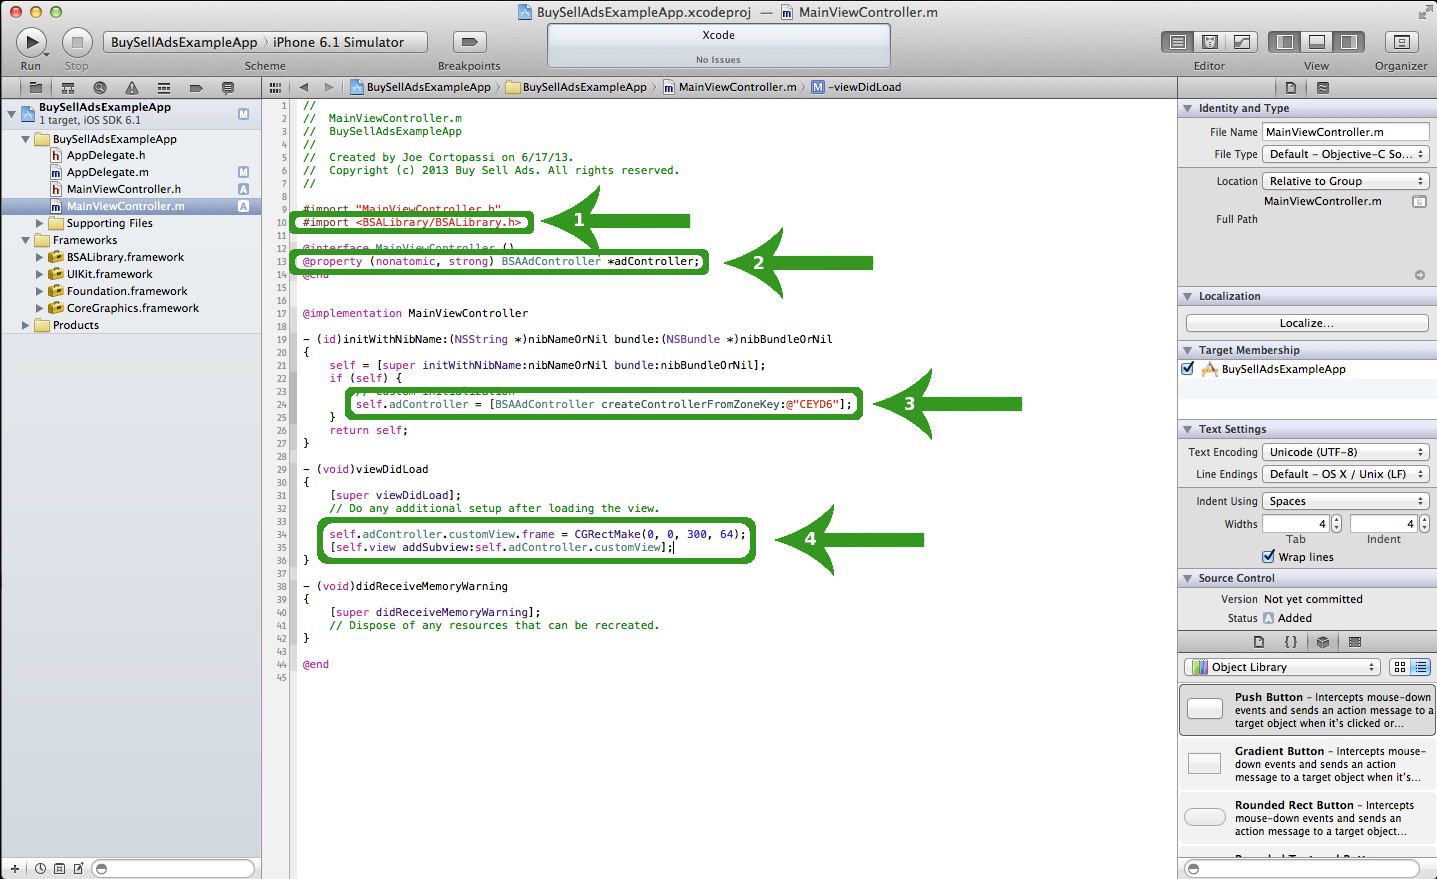 BuySellAdsExampleApp.xcodeproj — MainViewController.m
Run
Stop
BuySellAdsExampleApp › iPhone 6.1 Simulator
Scheme
Breakpoints
Xcode
No Issues
Editor
View
Organizer
BuySellAdsExampleApp › BuySellAdsExampleApp › MainViewController.m › M -viewDidLoad
BuySellAdsExampleApp
1 target, iOS SDK 6.1
M
BuySellAdsExampleApp
h AppDelegate.h
m AppDelegate.m M
h MainViewController.h A
m MainViewController.m A
Supporting Files
Frameworks
BSALibrary.framework
UIKit.framework
Foundation.framework
CoreGraphics.framework
Products
1 //
2 //  MainViewController.m
3 //  BuySellAdsExampleApp
4 //
5 //  Created by Joe Cortopassi on 6/17/13.
6 //  Copyright (c) 2013 Buy Sell Ads. All rights reserved.
7 //
8
9 #import "MainViewController.h"
10 #import <BSALibrary/BSALibrary.h>
1
11
12 @interface MainViewController ()
13 @property (nonatomic, strong) BSAAdController *adController;
2
14 @end
15
16
17 @implementation MainViewController
18
19 - (id)initWithNibName:(NSString *)nibNameOrNil bundle:(NSBundle *)nibBundleOrNil
20 {
21     self = [super initWithNibName:nibNameOrNil bundle:nibBundleOrNil];
22     if (self) {
23         // Custom initialization
24         self.adController = [BSAAdController createControllerFromZoneKey:@"CEYD6"];
3
25     }
26     return self;
27 }
28
29 - (void)viewDidLoad
30 {
31     [super viewDidLoad];
32     // Do any additional setup after loading the view.
33
34     self.adController.customView.frame = CGRectMake(0, 0, 300, 64);
4
35     [self.view addSubview:self.adController.customView];
36 }
37
38 - (void)didReceiveMemoryWarning
39 {
40     [super didReceiveMemoryWarning];
41     // Dispose of any resources that can be recreated.
42 }
43
44 @end
45
Identity and Type
File Name MainViewController.m
File Type Default - Objective-C So...
Location Relative to Group
MainViewController.m
Full Path
Localization
Localize...
Target Membership
BuySellAdsExampleApp
Text Settings
Text Encoding Unicode (UTF-8)
Line Endings Default - OS X / Unix (LF)
Indent Using Spaces
Widths 4 4
Tab Indent
Wrap lines
Source Control
Version Not yet committed
Status A Added
{ }
Object Library
Push Button - Intercepts mouse-down
events and sends an action message to a
target object when it's clicked or...
Gradient Button - Intercepts mouse-
down events and sends an action
message to a target object when it's...
Rounded Rect Button - Intercepts
mouse-down events and sends an
action message to a target object...